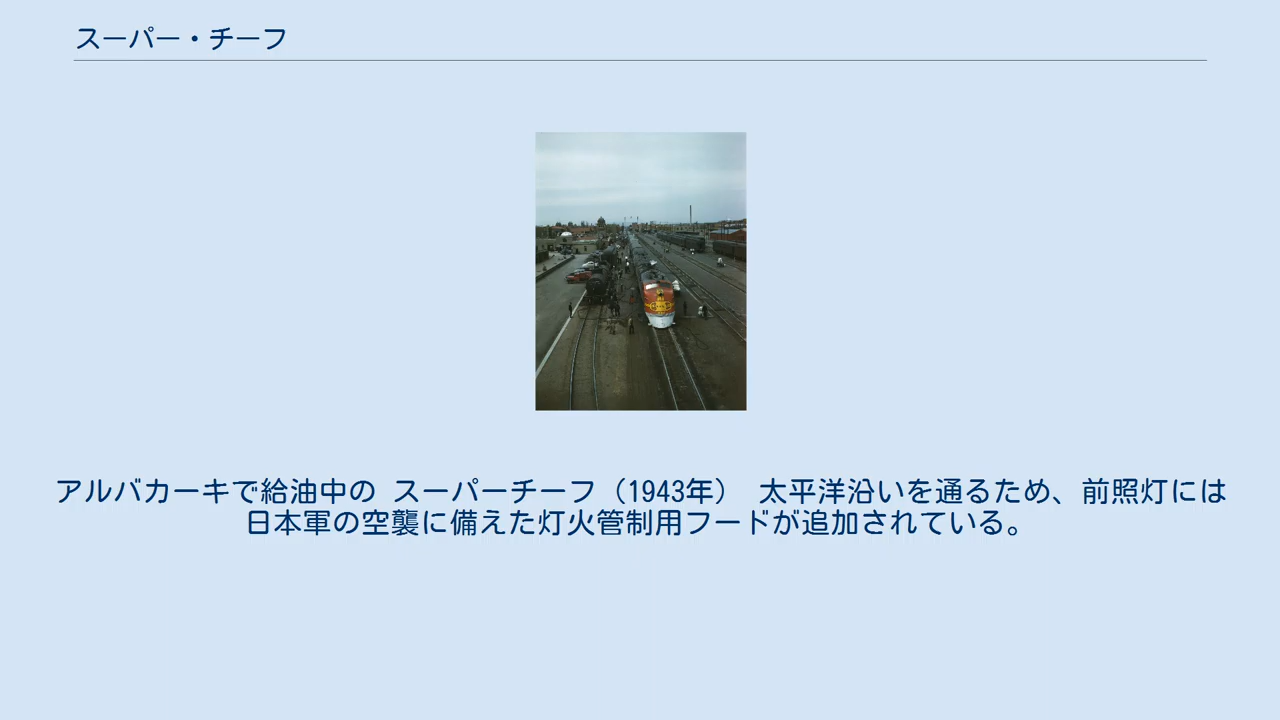 スーパー・チーフ
アルバカーキで給油中の スーパーチーフ（1943年） 太平洋沿いを通るため、前照灯には
日本軍の空襲に備えた灯火管制用フードが追加されている。